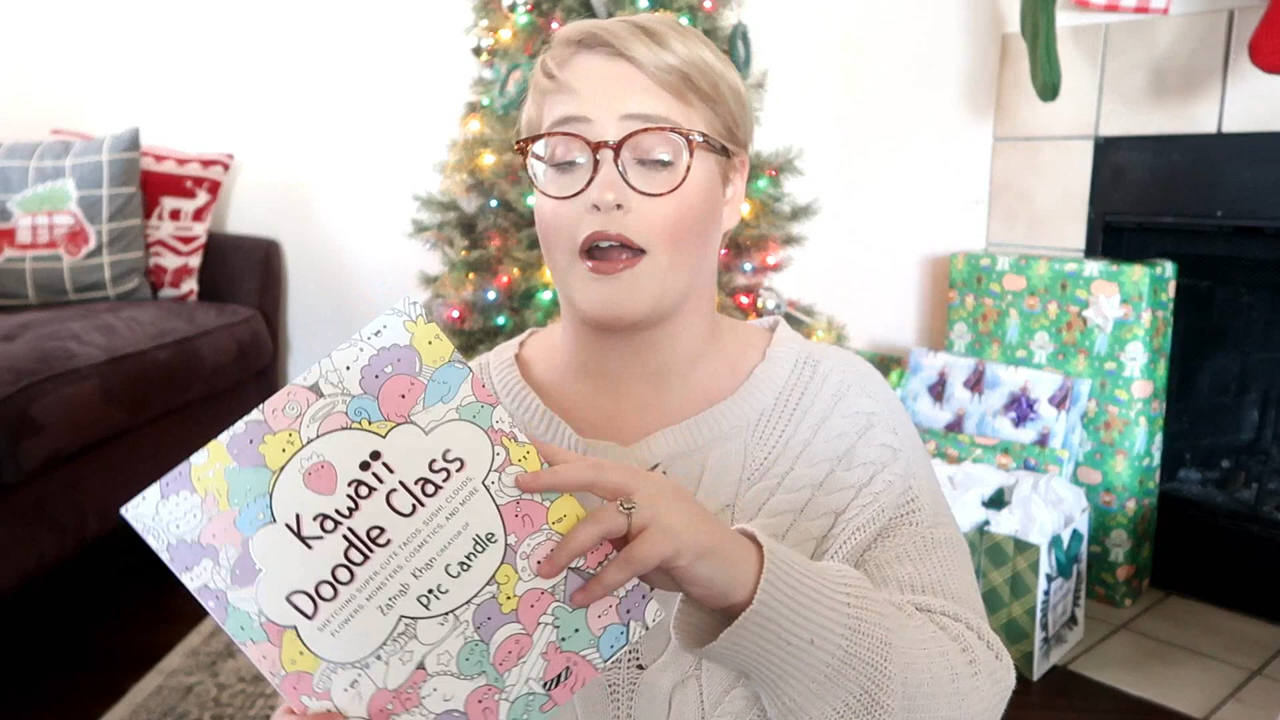 Kawaii
Doodle Class
SKETCHING SUPER-CUTE TACOS, SUSHI, CLOUDS,
FLOWERS, MONSTERS, COSMETICS, AND MORE
Zainab Khan CREATOR OF
Pic Candle